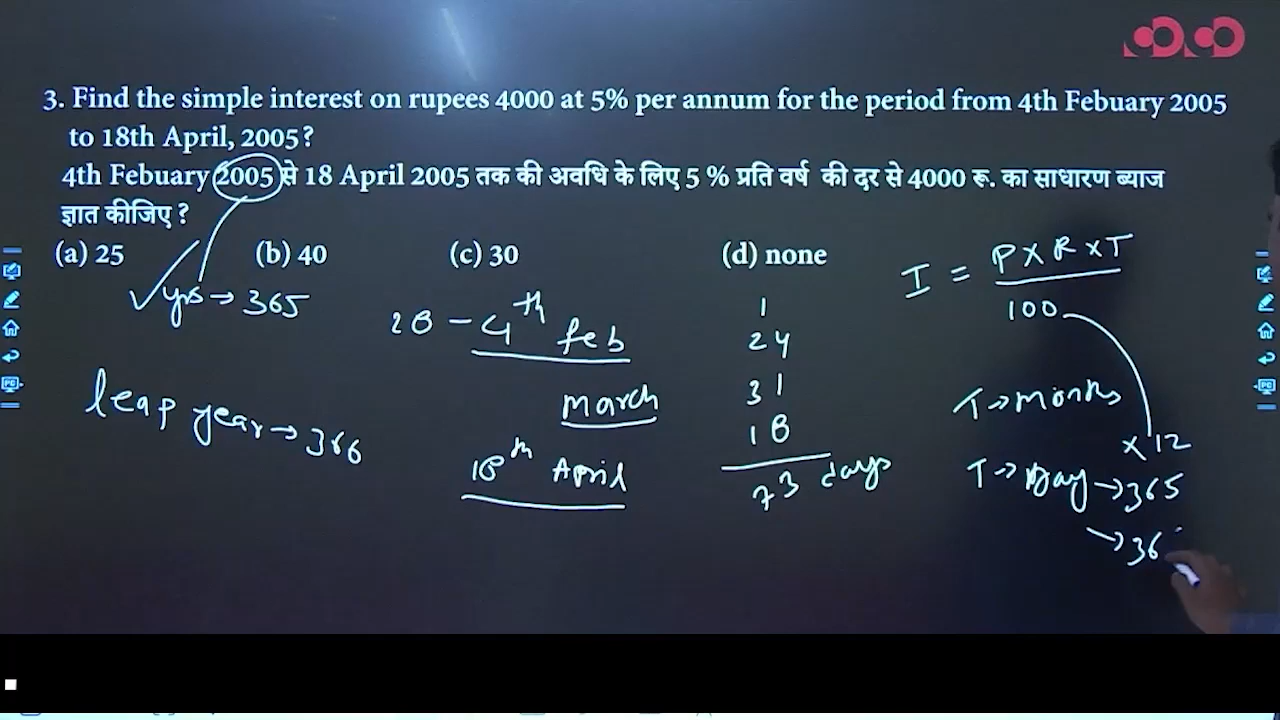 3. Find the simple interest on rupees 4000 at 5% per annum for the period from 4th Febuary 2005
to 18th April, 2005?
4th Febuary 2005 से 18 April 2005 तक की अवधि के लिए 5 % प्रति वर्ष की दर से 4000 रू. का साधारण ब्याज
ज्ञात कीजिए ?
(a) 25 (b) 40 (c) 30 (d) none
I = P X R X T
100
yrs → 365
leap year → 366
28 - 4th feb
March
18th April
1
24
31
18
73 days
T → Months
X 12
T → Day → 365
→ 36